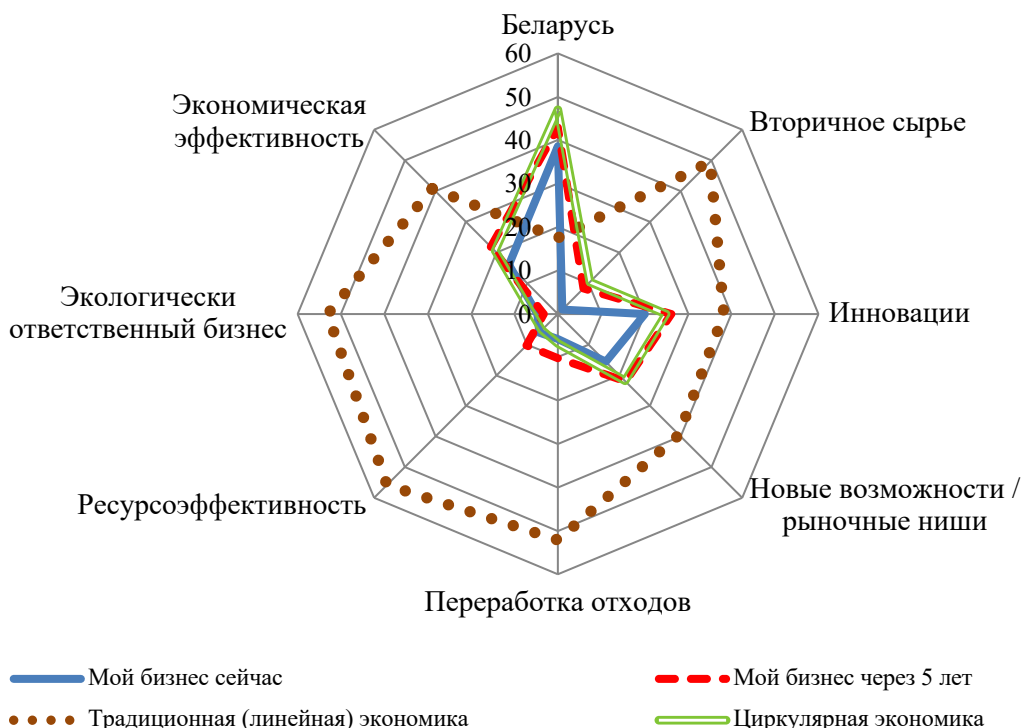 Беларусь
60
50
40
30
20
10
0
Вторичное сырье
Инновации
Новые возможности /
рыночные ниши
Переработка отходов
Ресурсоэффективность
Экологически
ответственный бизнес
Экономическая
эффективность
Мой бизнес сейчас
Мой бизнес через 5 лет
Традиционная (линейная) экономика
Циркулярная экономика